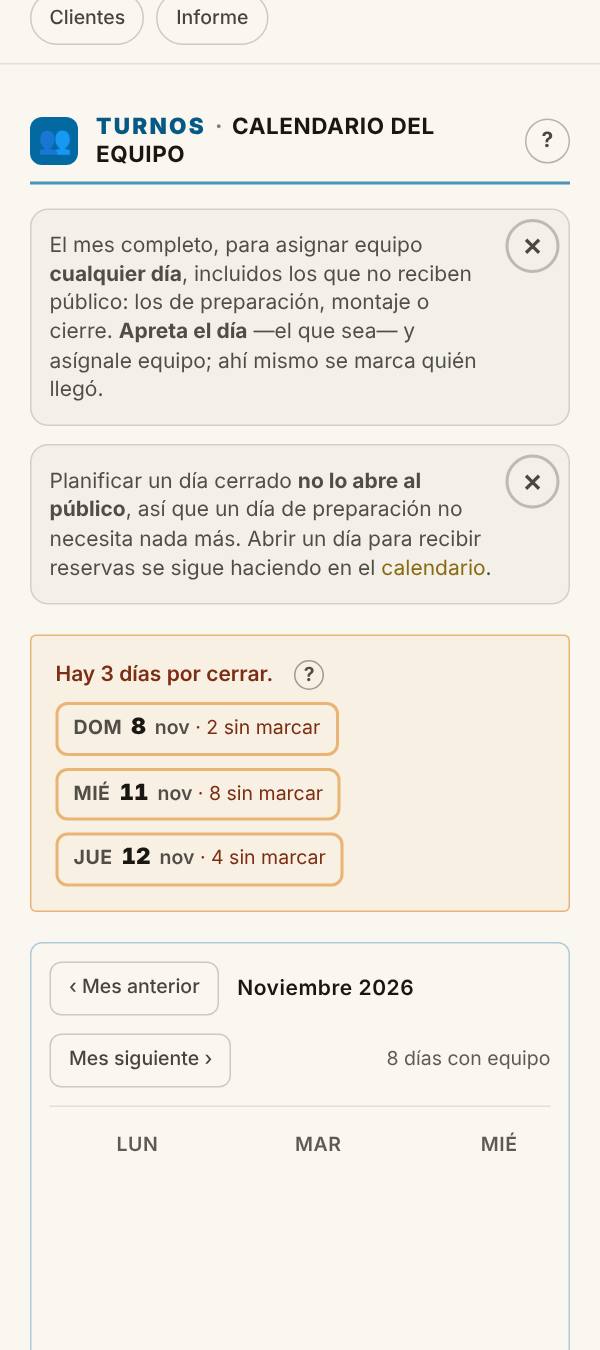 Clientes Informe
TURNOS · CALENDARIO DEL
EQUIPO
?
El mes completo, para asignar equipo
cualquier día, incluidos los que no reciben
público: los de preparación, montaje o
cierre. Apreta el día —el que sea— y
asígnale equipo; ahí mismo se marca quién
llegó.
✕
Planificar un día cerrado no lo abre al
público, así que un día de preparación no
necesita nada más. Abrir un día para recibir
reservas se sigue haciendo en el calendario.
✕
Hay 3 días por cerrar. ?
DOM 8 nov · 2 sin marcar
MIÉ 11 nov · 8 sin marcar
JUE 12 nov · 4 sin marcar
‹ Mes anterior Noviembre 2026
Mes siguiente › 8 días con equipo
LUN MAR MIÉ